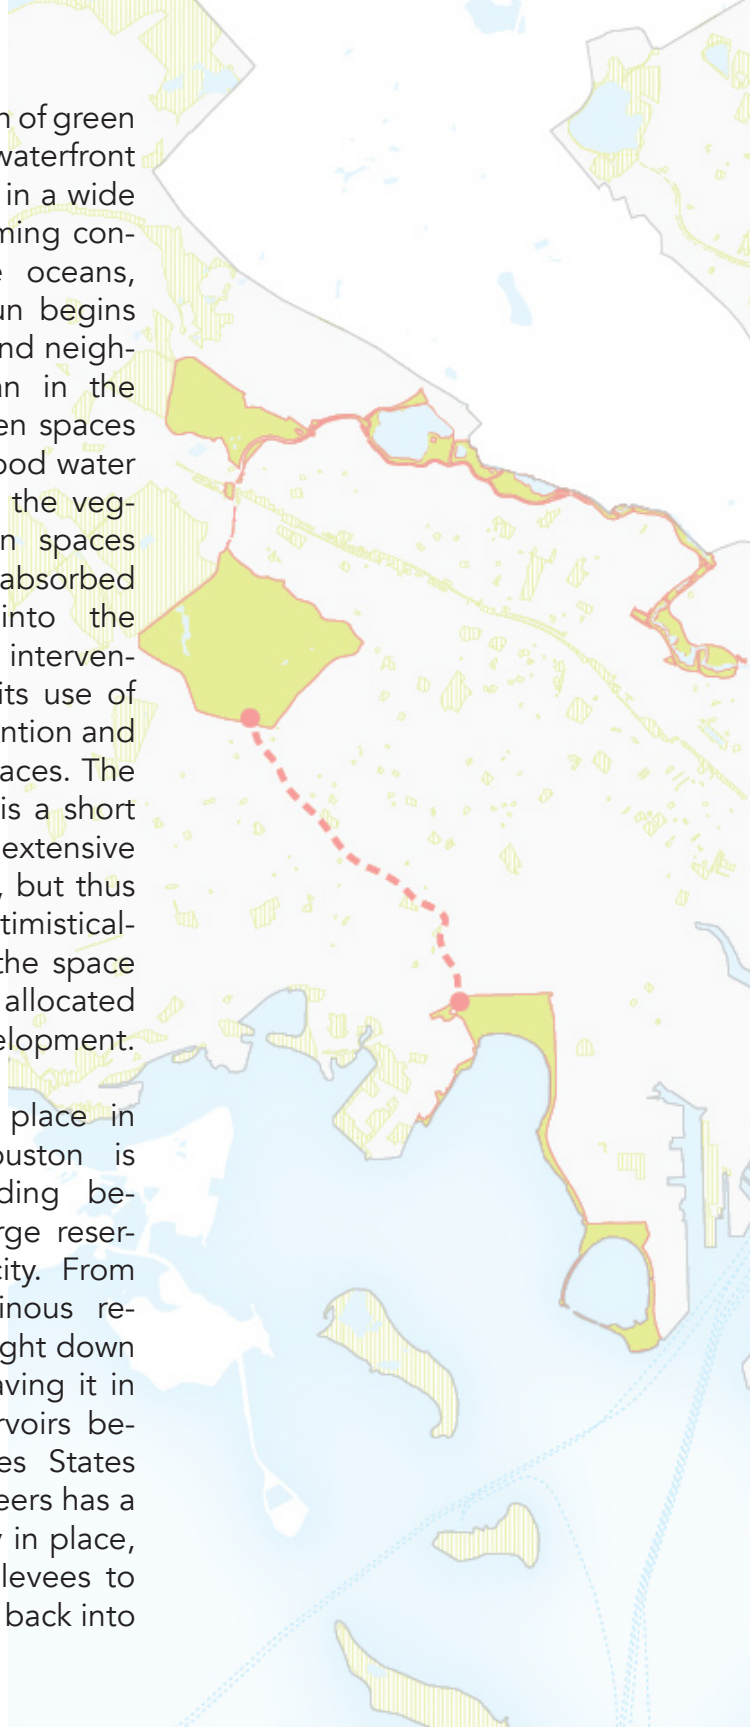 n of green
waterfront
in a wide
ming con-
e oceans,
un begins
nd neigh-
an in the
en spaces
ood water
the veg-
n spaces
absorbed
into the
interven-
its use of
ntion and
aces. The
is a short
extensive
, but thus
timistical-
the space
allocated
elopment.
place in
ouston is
ding be-
rge reser-
city. From
inous re-
ght down
aving it in
rvoirs be-
es States
eers has a
y in place,
levees to
back into